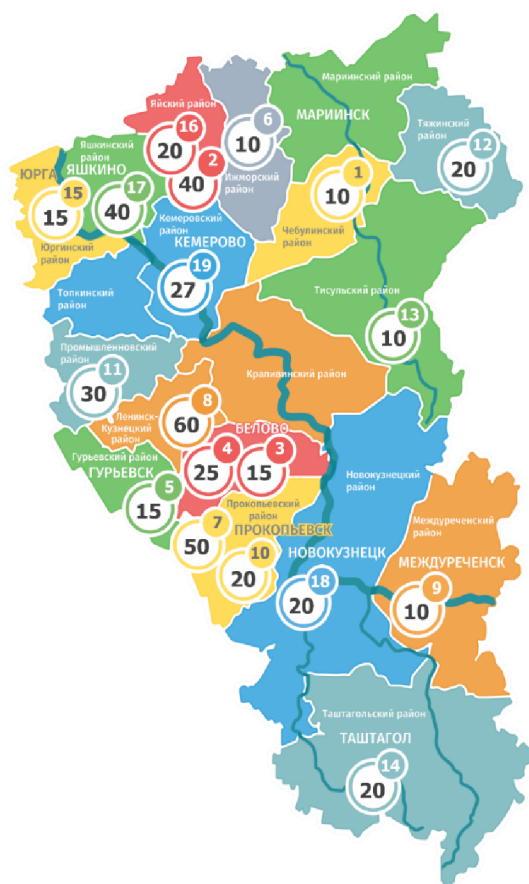 Мариинский район
МАРИИНСК
Яйский район
16
20
2
40
6
10
Ижморский район
Тяжинский район
12
20
Яшкинский район
ЯШКИНО
17
40
ЮРГА
15
15
Юргинский район
1
10
Чебулинский район
Кемеровский район
КЕМЕРОВО
19
27
Топкинский район
Тисульский район
13
10
Промышленновский район
11
30
Крапивинский район
Ленинск-
Кузнецкий
район
8
60
БЕЛОВО
4
25
3
15
Гурьевский район
ГУРЬЕВСК
5
15
Новокузнецкий
район
Прокопьевский
район
ПРОКОПЬЕВСК
7
50
10
20
НОВОКУЗНЕЦК
18
20
Междуреченский
район
МЕЖДУРЕЧЕНСК
9
10
Таштагольский район
ТАШТАГОЛ
14
20